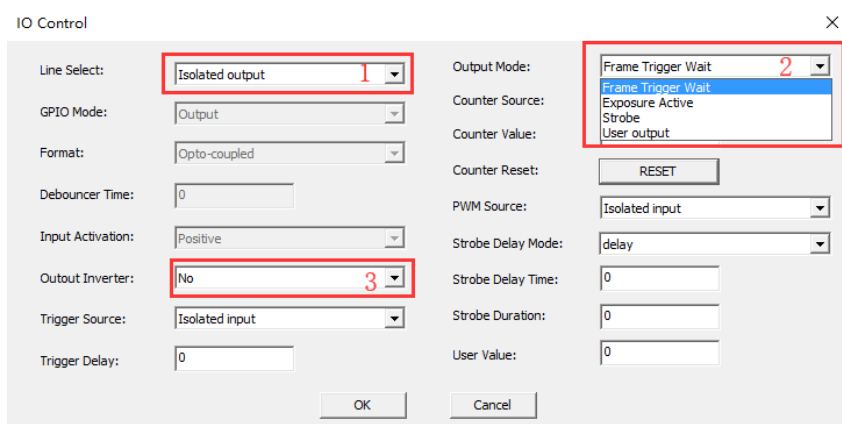 IO Control
Line Select:
Isolated output
1
GPIO Mode:
Output
Format:
Opto-coupled
Debouncer Time:
0
Input Activation:
Positive
Outout Inverter:
No
3
Trigger Source:
Isolated input
Trigger Delay:
0
Output Mode:
Frame Trigger Wait
2
Frame Trigger Wait
Exposure Active
Strobe
User output
Counter Source:
Counter Value:
Counter Reset:
RESET
PWM Source:
Isolated input
Strobe Delay Mode:
delay
Strobe Delay Time:
0
Strobe Duration:
0
User Value:
0
OK
Cancel